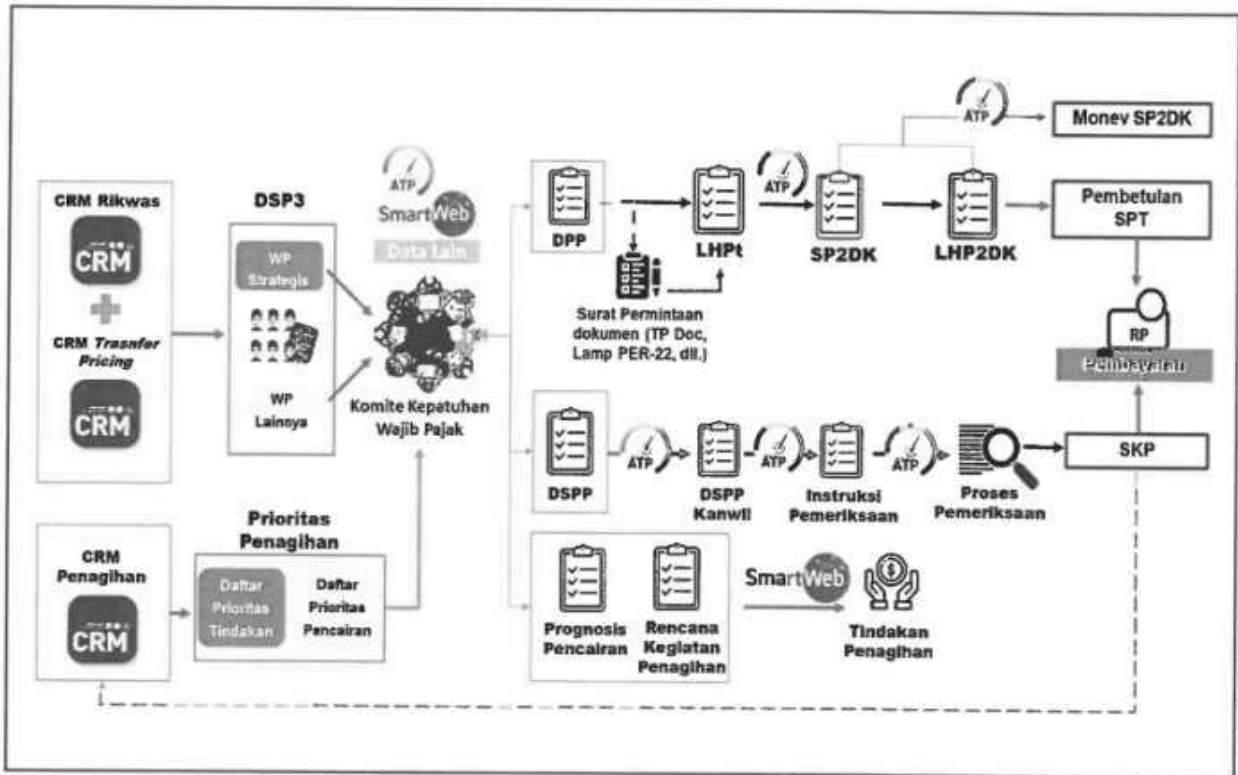 CRM Rikwas
CRM
CRM Trasnfer
Pricing
CRM
DSP3
WP
Strategis
WP
Lainnya
ATP
SmartWeb
Data Lain
Komite Kepatuhan
Wajib Pajak
CRM
Penagihan
CRM
Prioritas
Penagihan
Daftar
Prioritas
Tindakan
Daftar
Prioritas
Pencairan
DPP
Surat Permintaan
dokumen (TP Doc,
Lamp PER-22, dll.)
LHPt
ATP
SP2DK
LHP2DK
ATP
Monev SP2DK
Pembetulan
SPT
RP
Pembayaran
DSPP
ATP
DSPP
Kanwil
ATP
Instruksi
Pemeriksaan
ATP
Proses
Pemeriksaan
SKP
Prognosis
Pencairan
Rencana
Kegiatan
Penagihan
SmartWeb
Tindakan
Penagihan